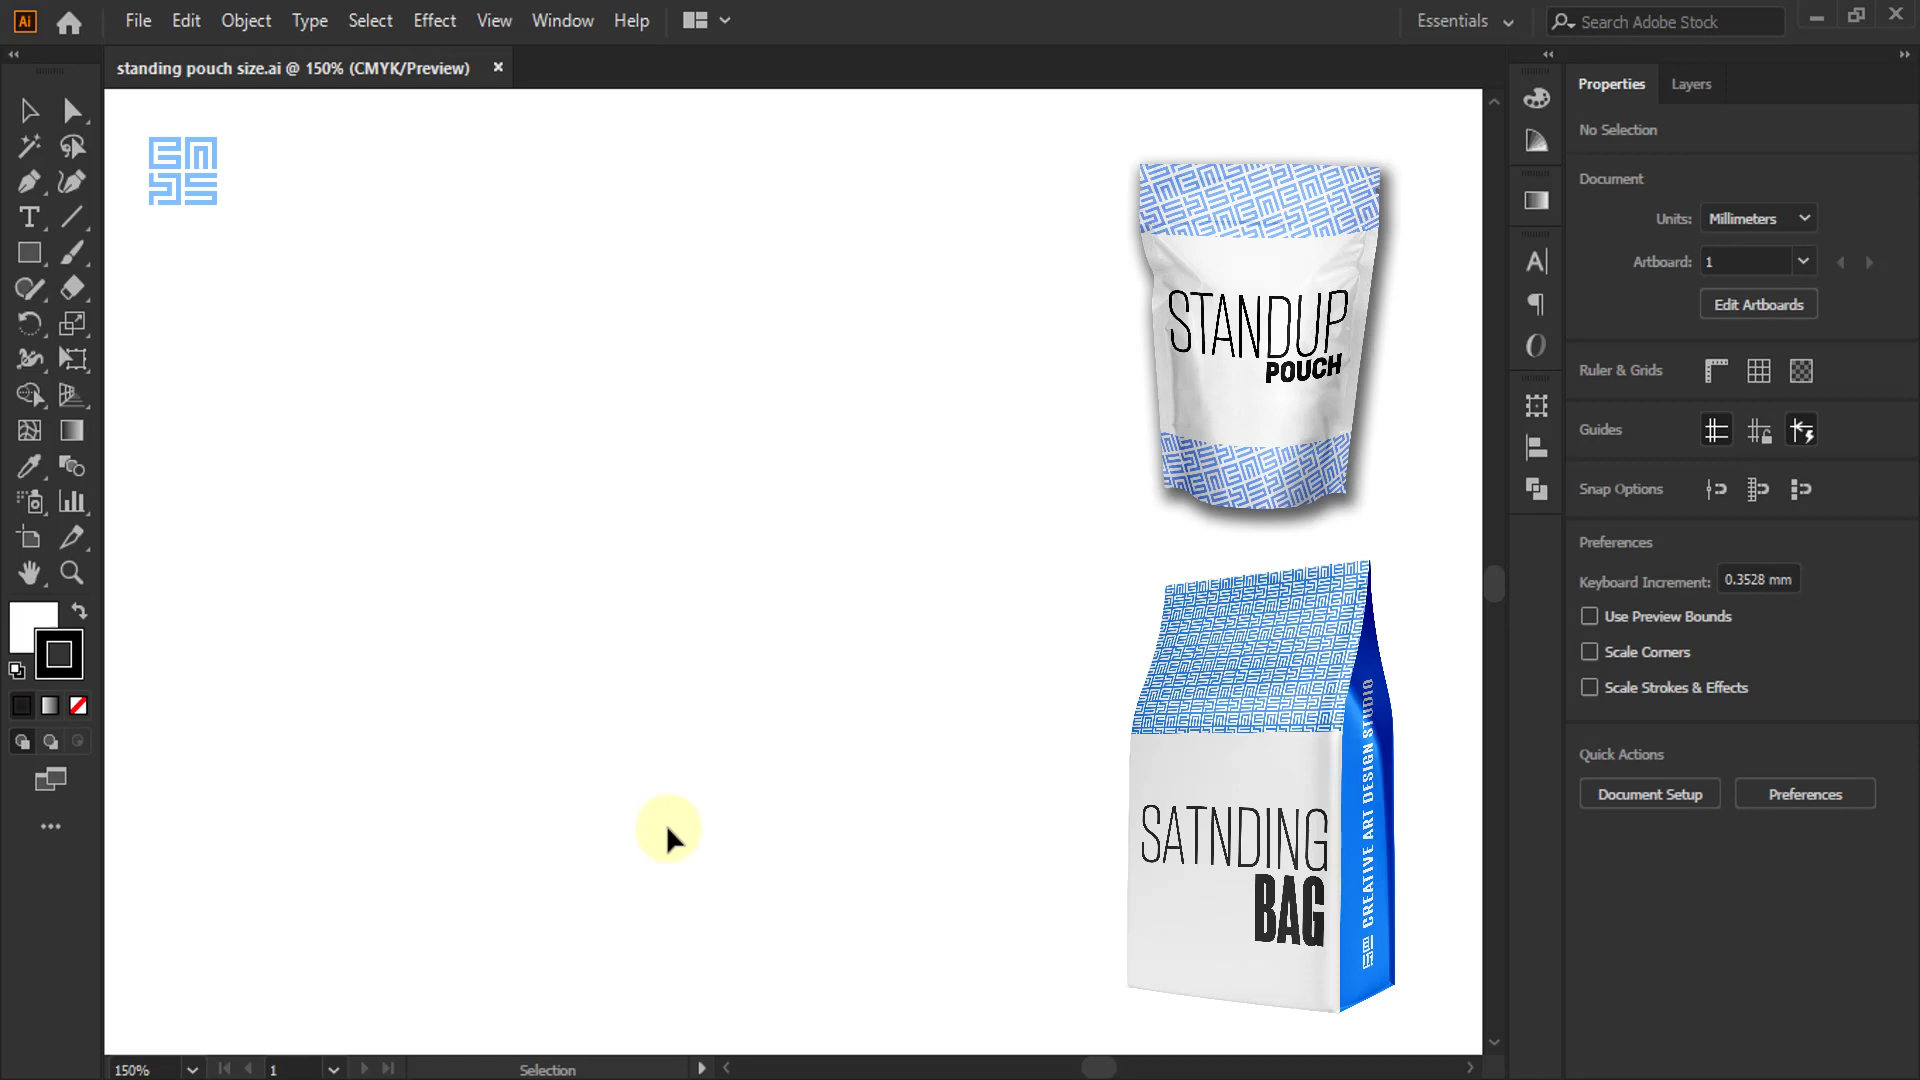 Ai File Edit Object Type Select Effect View Window Help Essentials Search Adobe Stock
standing pouch size.ai @ 150% (CMYK/Preview) ×
Properties Layers
No Selection
Document
Units: Millimeters
Artboard: 1
Edit Artboards
Ruler & Grids
Guides
Snap Options
Preferences
Keyboard Increment: 0.3528 mm
Use Preview Bounds
Scale Corners
Scale Strokes & Effects
Quick Actions
Document Setup Preferences
STANDUP
POUCH
SATNDING
BAG
CREATIVE ART DESIGN STUDIO
150% 1 Selection